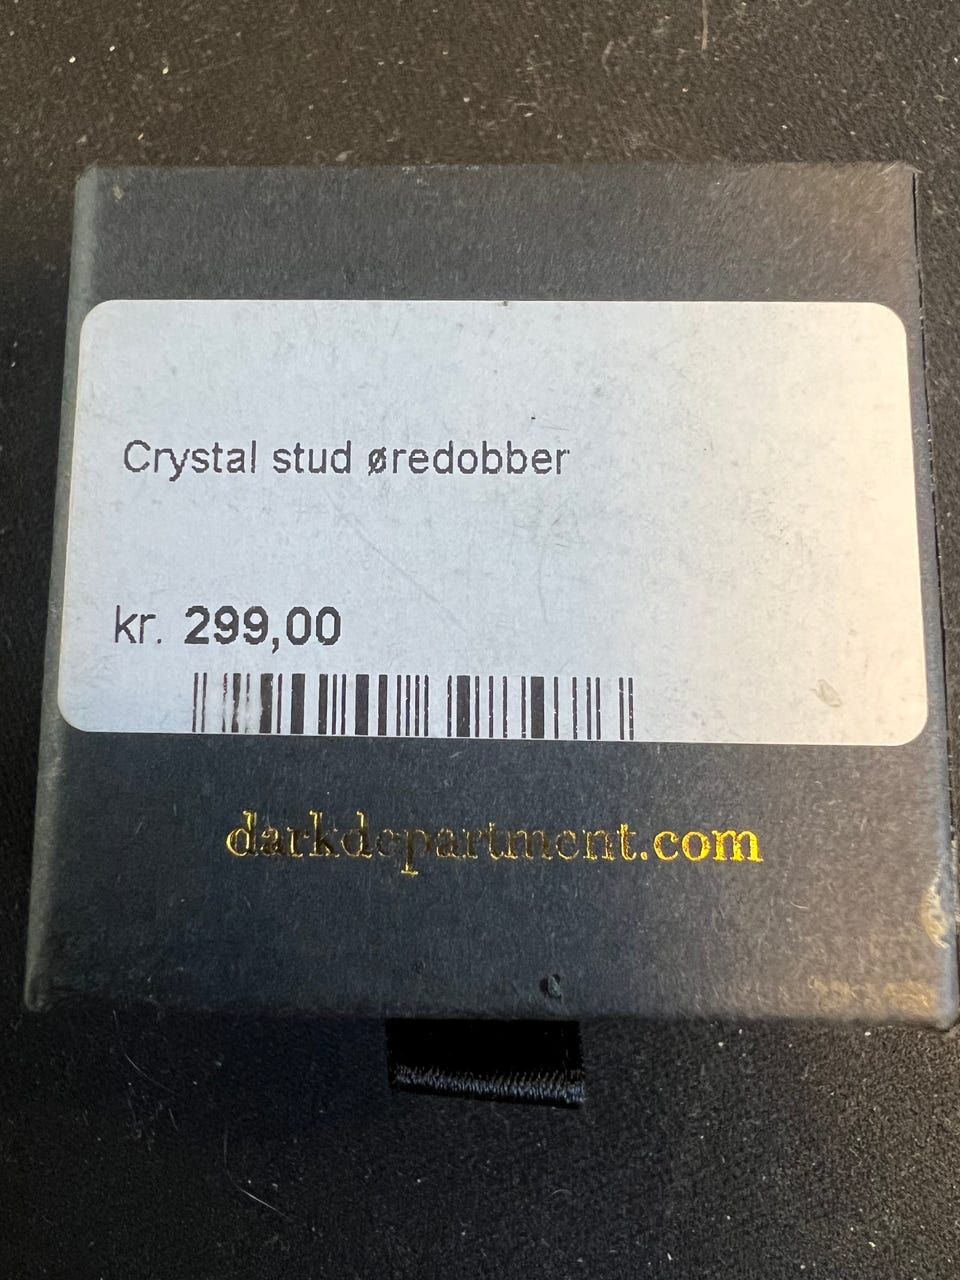 Crystal stud øredobber
kr. 299,00
darkdepartment.com